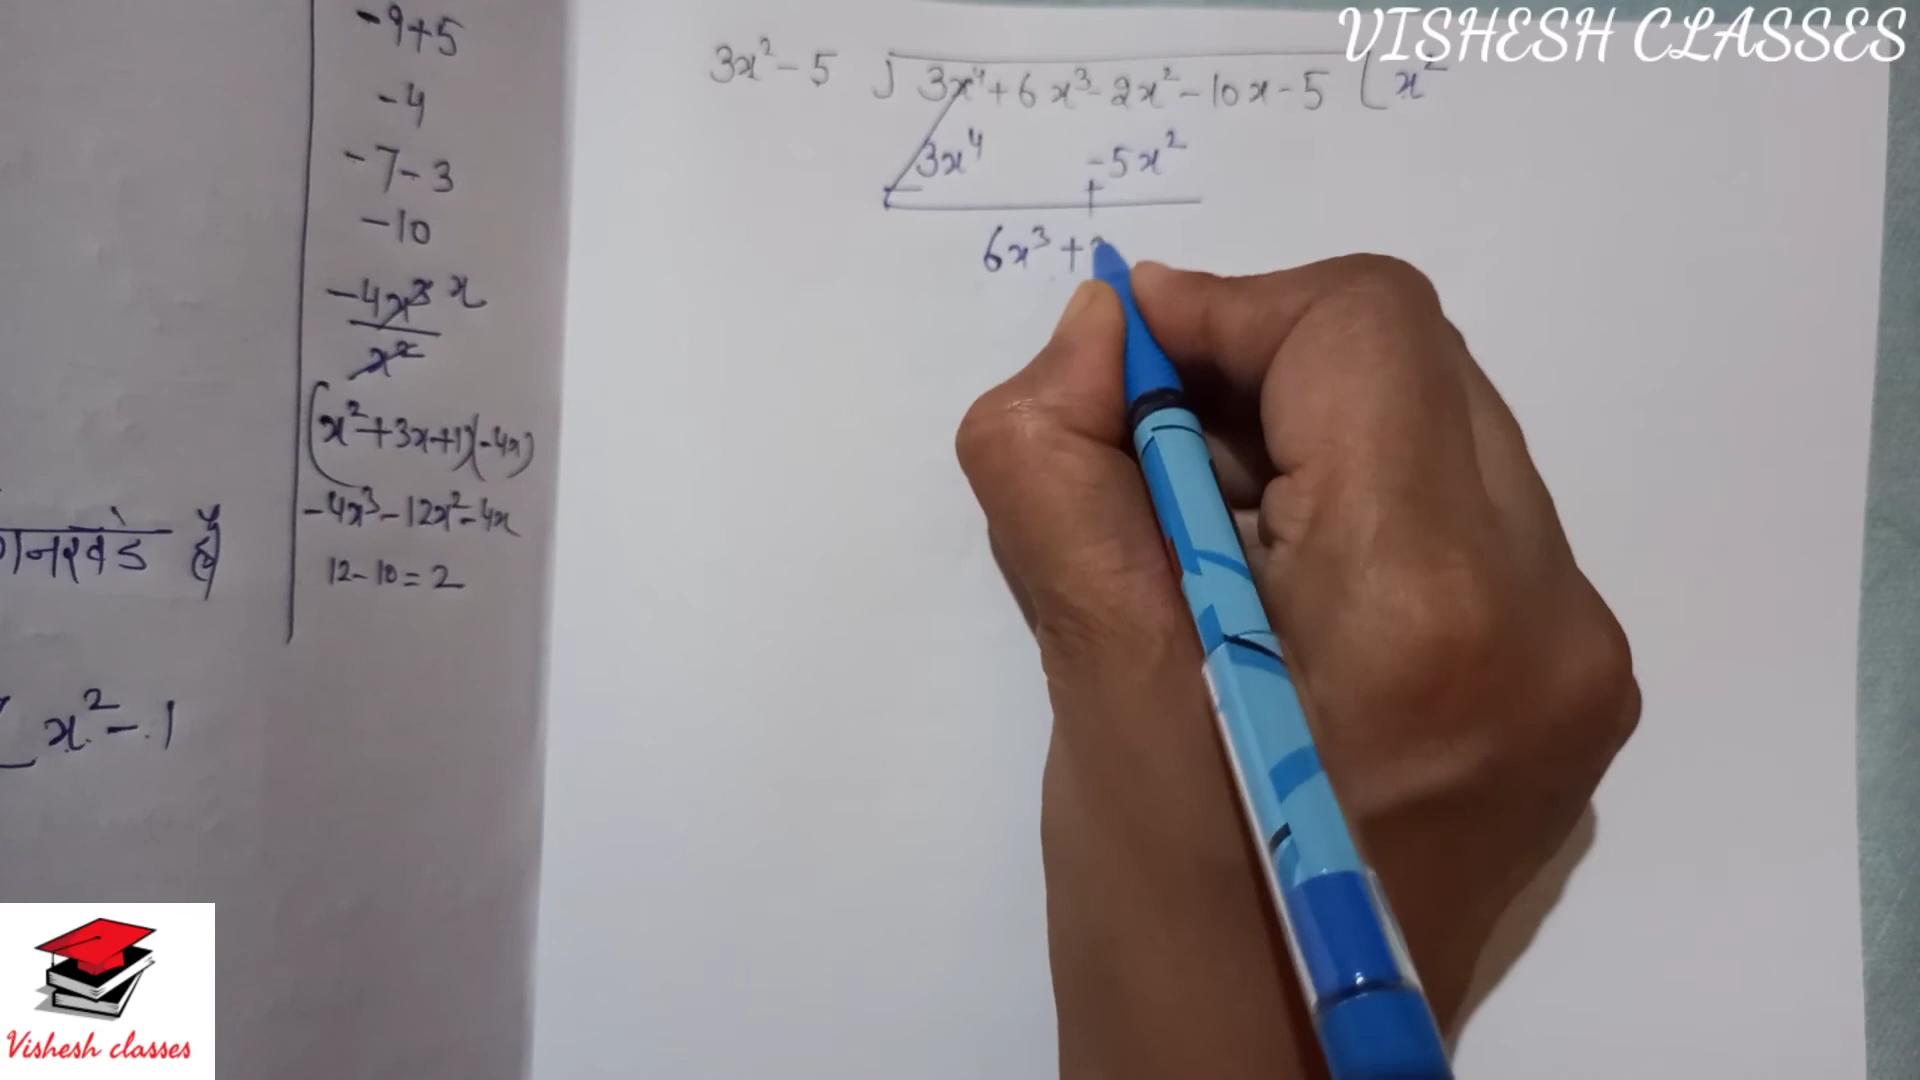 VISHESH CLASSES
-9+5
-4
-7-3
-10
-4x³ x
x²
(x²+3x+1)(-4x)
-4x³-12x²-4x
12-10=2
हैं
x²-1
3x²-5 ) 3x⁴+6x³-2x²-10x-5 ( x²
3x⁴ -5x²
- +
6x³+
Vishesh classes